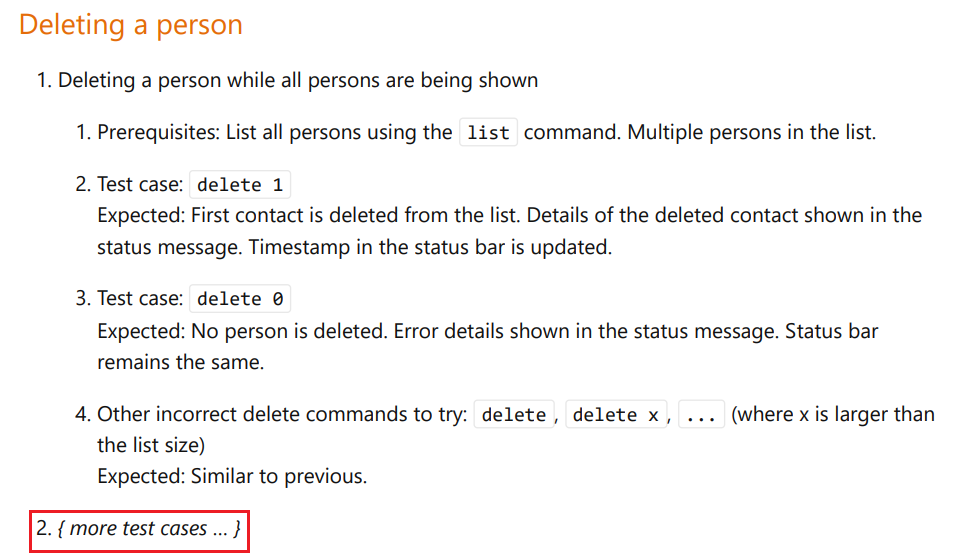 Deleting a person
1. Deleting a person while all persons are being shown
1. Prerequisites: List all persons using the list command. Multiple persons in the list.
2. Test case: delete 1
Expected: First contact is deleted from the list. Details of the deleted contact shown in the
status message. Timestamp in the status bar is updated.
3. Test case: delete 0
Expected: No person is deleted. Error details shown in the status message. Status bar
remains the same.
4. Other incorrect delete commands to try: delete, delete x, ... (where x is larger than
the list size)
Expected: Similar to previous.
2. { more test cases … }